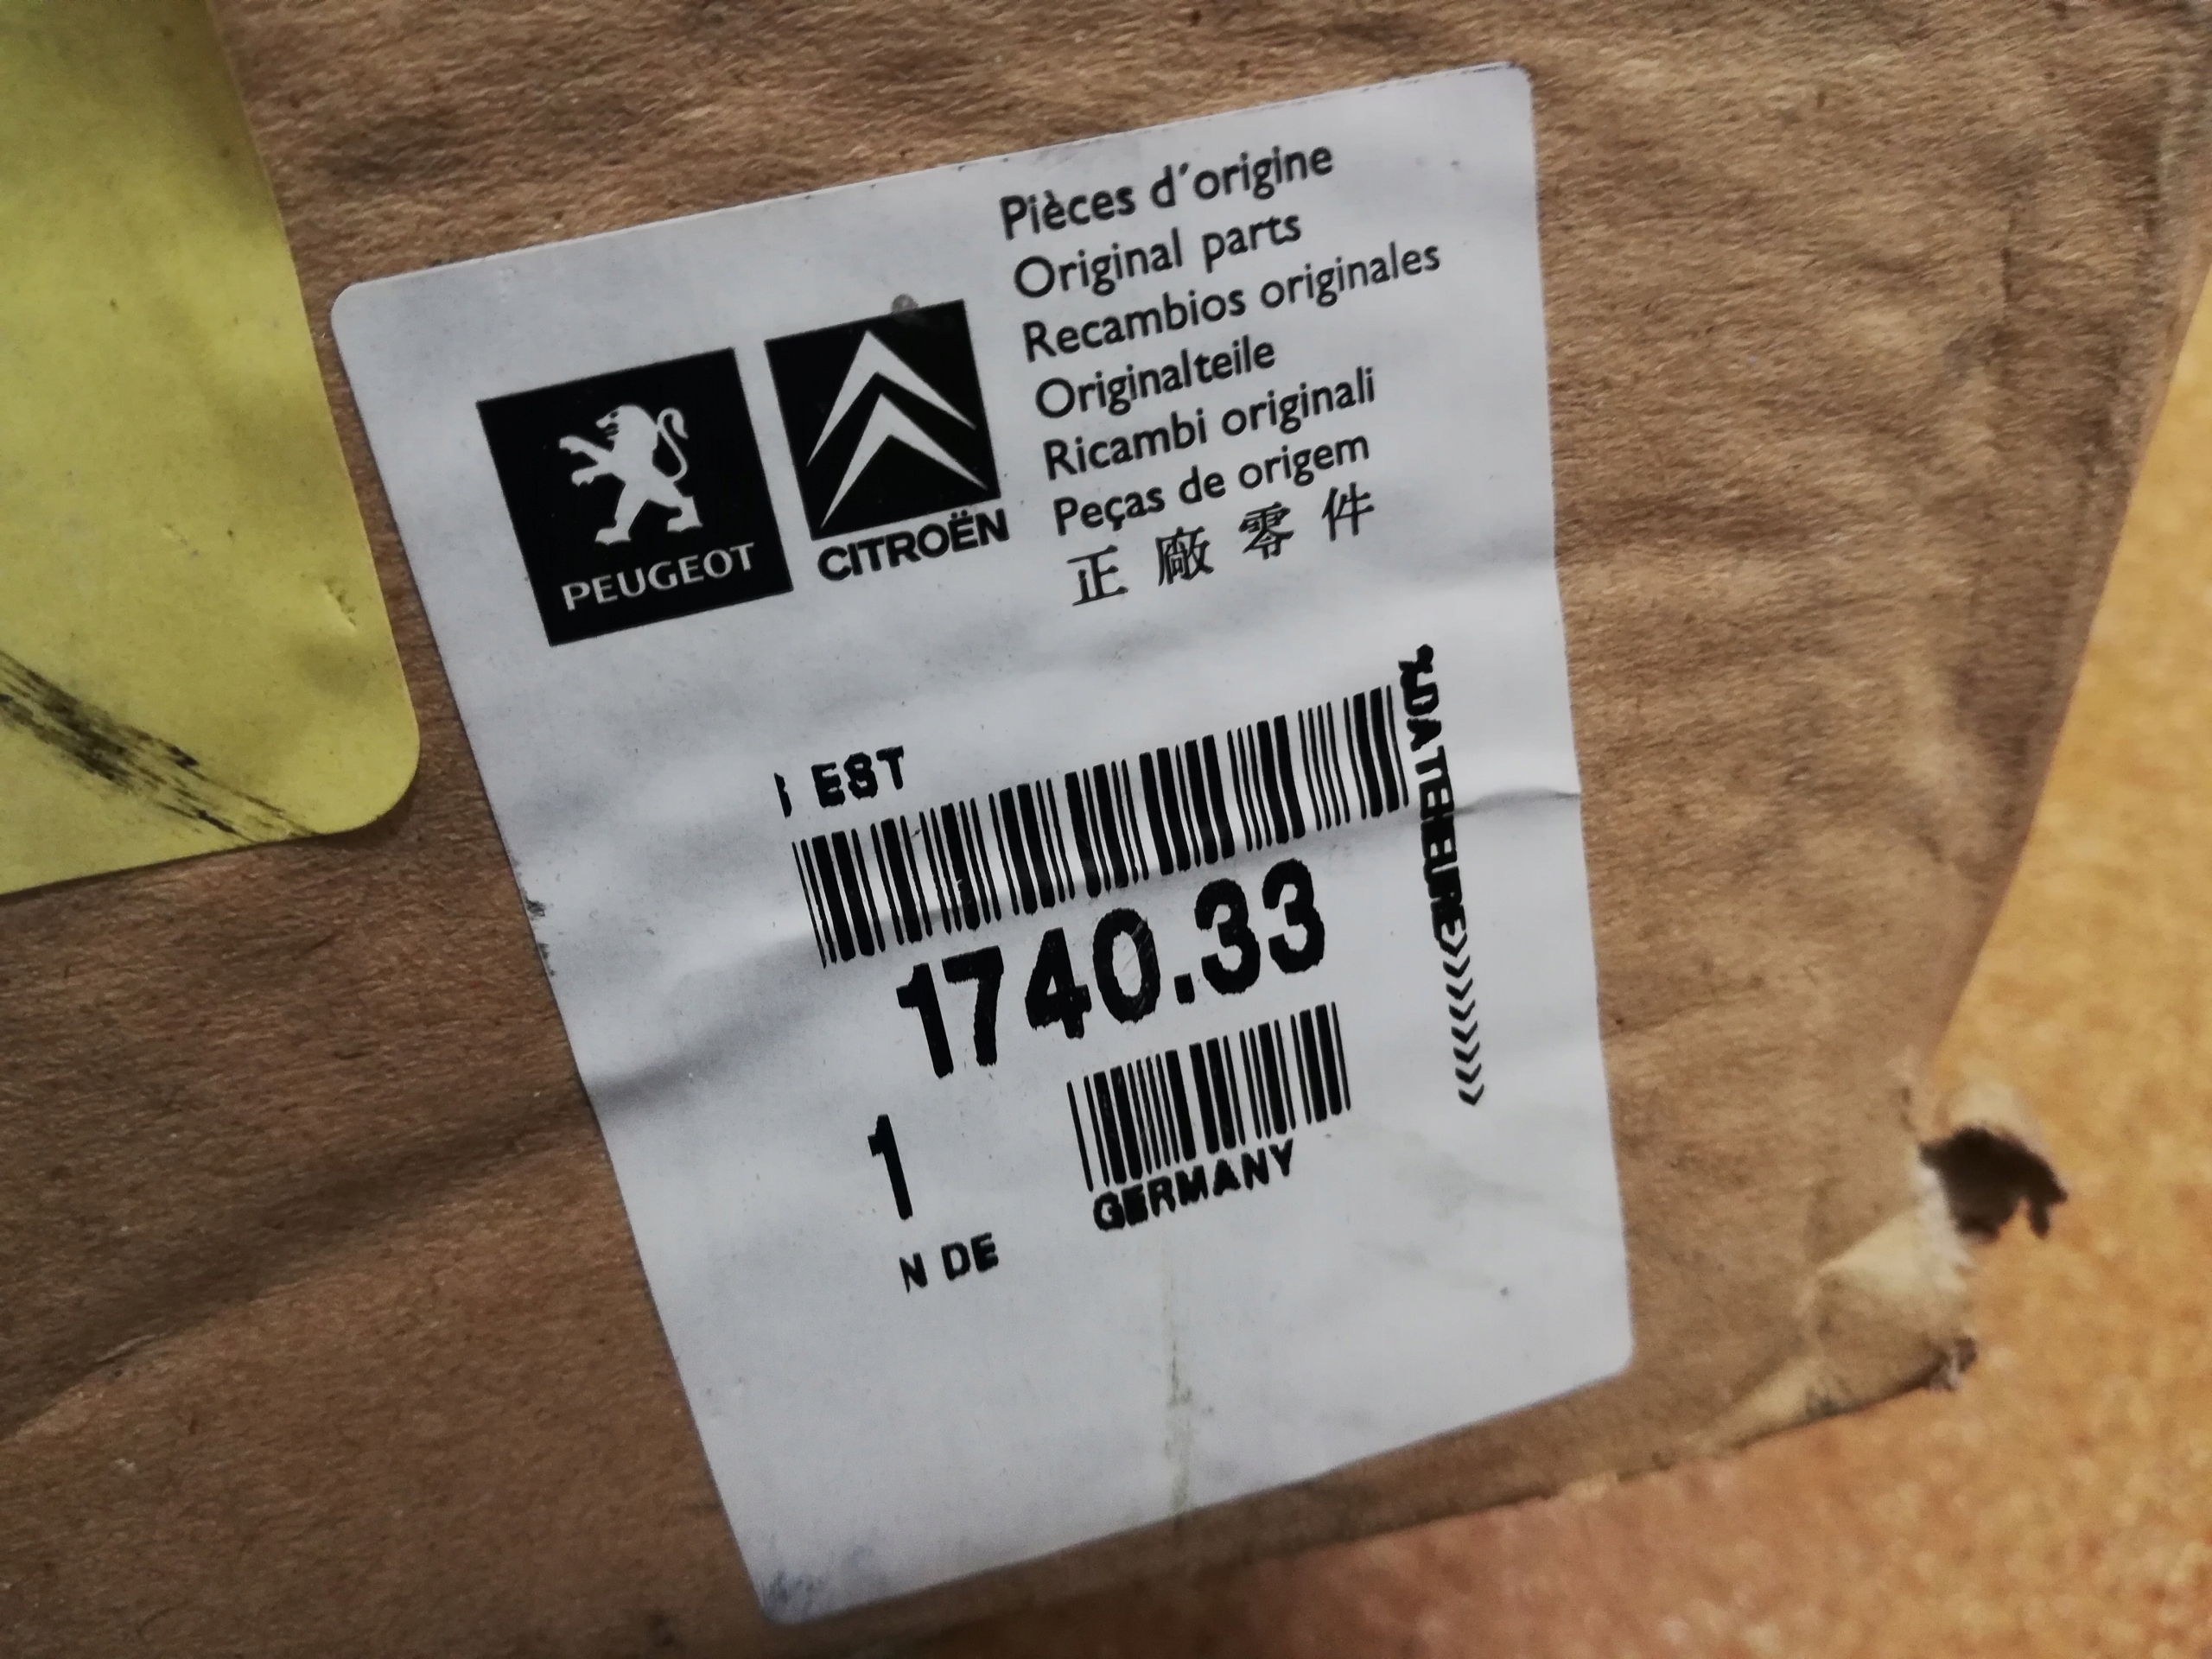 PEUGEOT
CITROËN
Pièces d'origine
Original parts
Recambios originales
Originalteile
Ricambi originali
Peças de origem
正廠零件
EST
1740.33
1
GERMANY
N DE